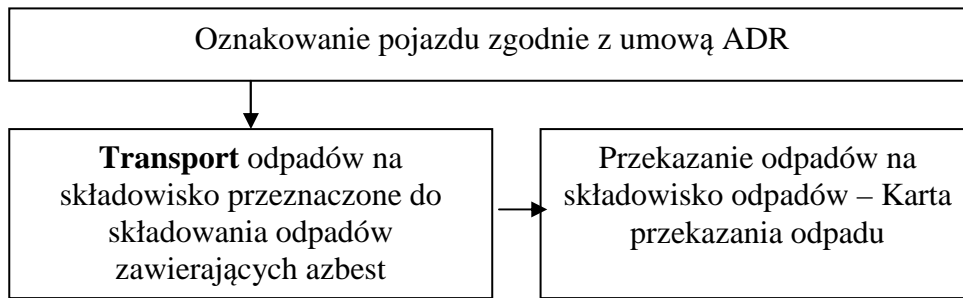 Oznakowanie pojazdu zgodnie z umową ADR
Transport odpadów na
składowisko przeznaczone do
składowania odpadów
zawierających azbest
Przekazanie odpadów na
składowisko odpadów – Karta
przekazania odpadu